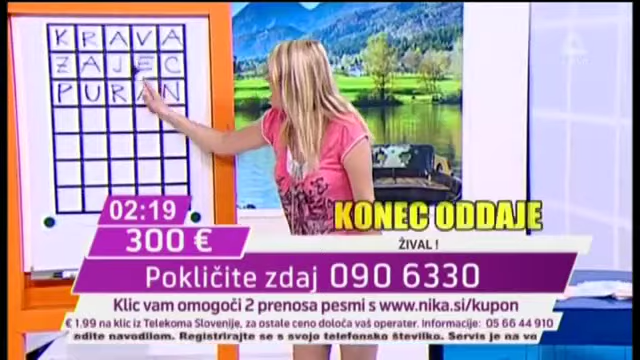 KRAVA
ZAJEC
PURAN
02:19
300 €
KONEC ODDAJE
ŽIVAL !
Pokličite zdaj 090 6330
Klic vam omogoči 2 prenosa pesmi s www.nika.si/kupon
€ 1,99 na klic iz Telekoma Slovenije, za ostale ceno določa vaš operater. Informacije: 05 66 44 910
edite navodilom. Registrirajte se s svojo telefonsko številko. Servis je na vo